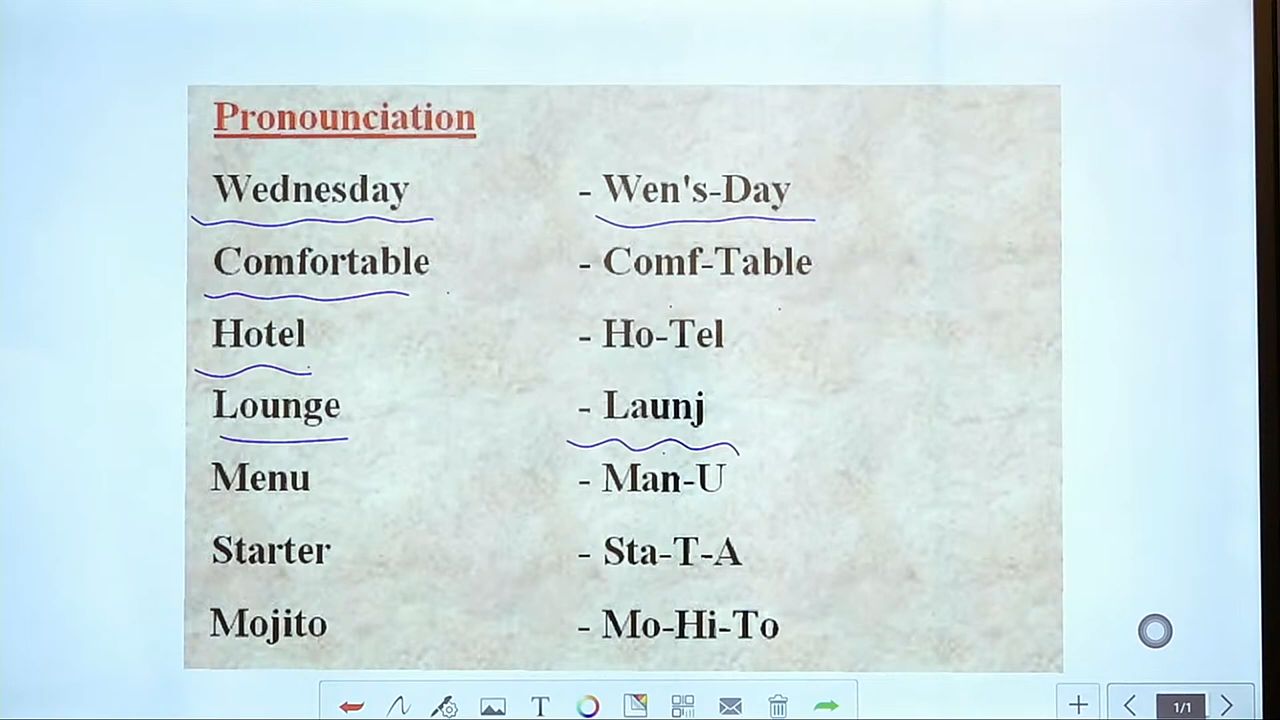 Pronounciation
Wednesday - Wen's-Day
Comfortable - Comf-Table
Hotel - Ho-Tel
Lounge - Launj
Menu - Man-U
Starter - Sta-T-A
Mojito - Mo-Hi-To
T
1/1